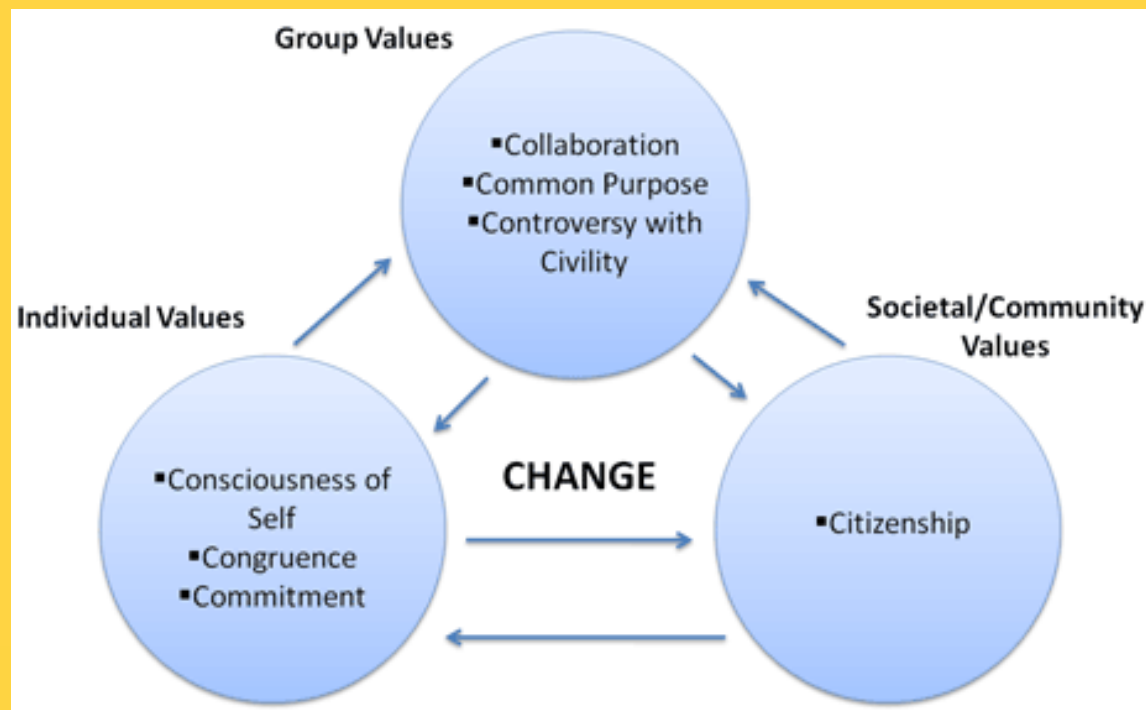 Group Values
▪Collaboration
▪Common Purpose
▪Controversy with
Civility
Individual Values
Societal/Community
Values
CHANGE
▪Consciousness of
Self
▪Congruence
▪Commitment
▪Citizenship